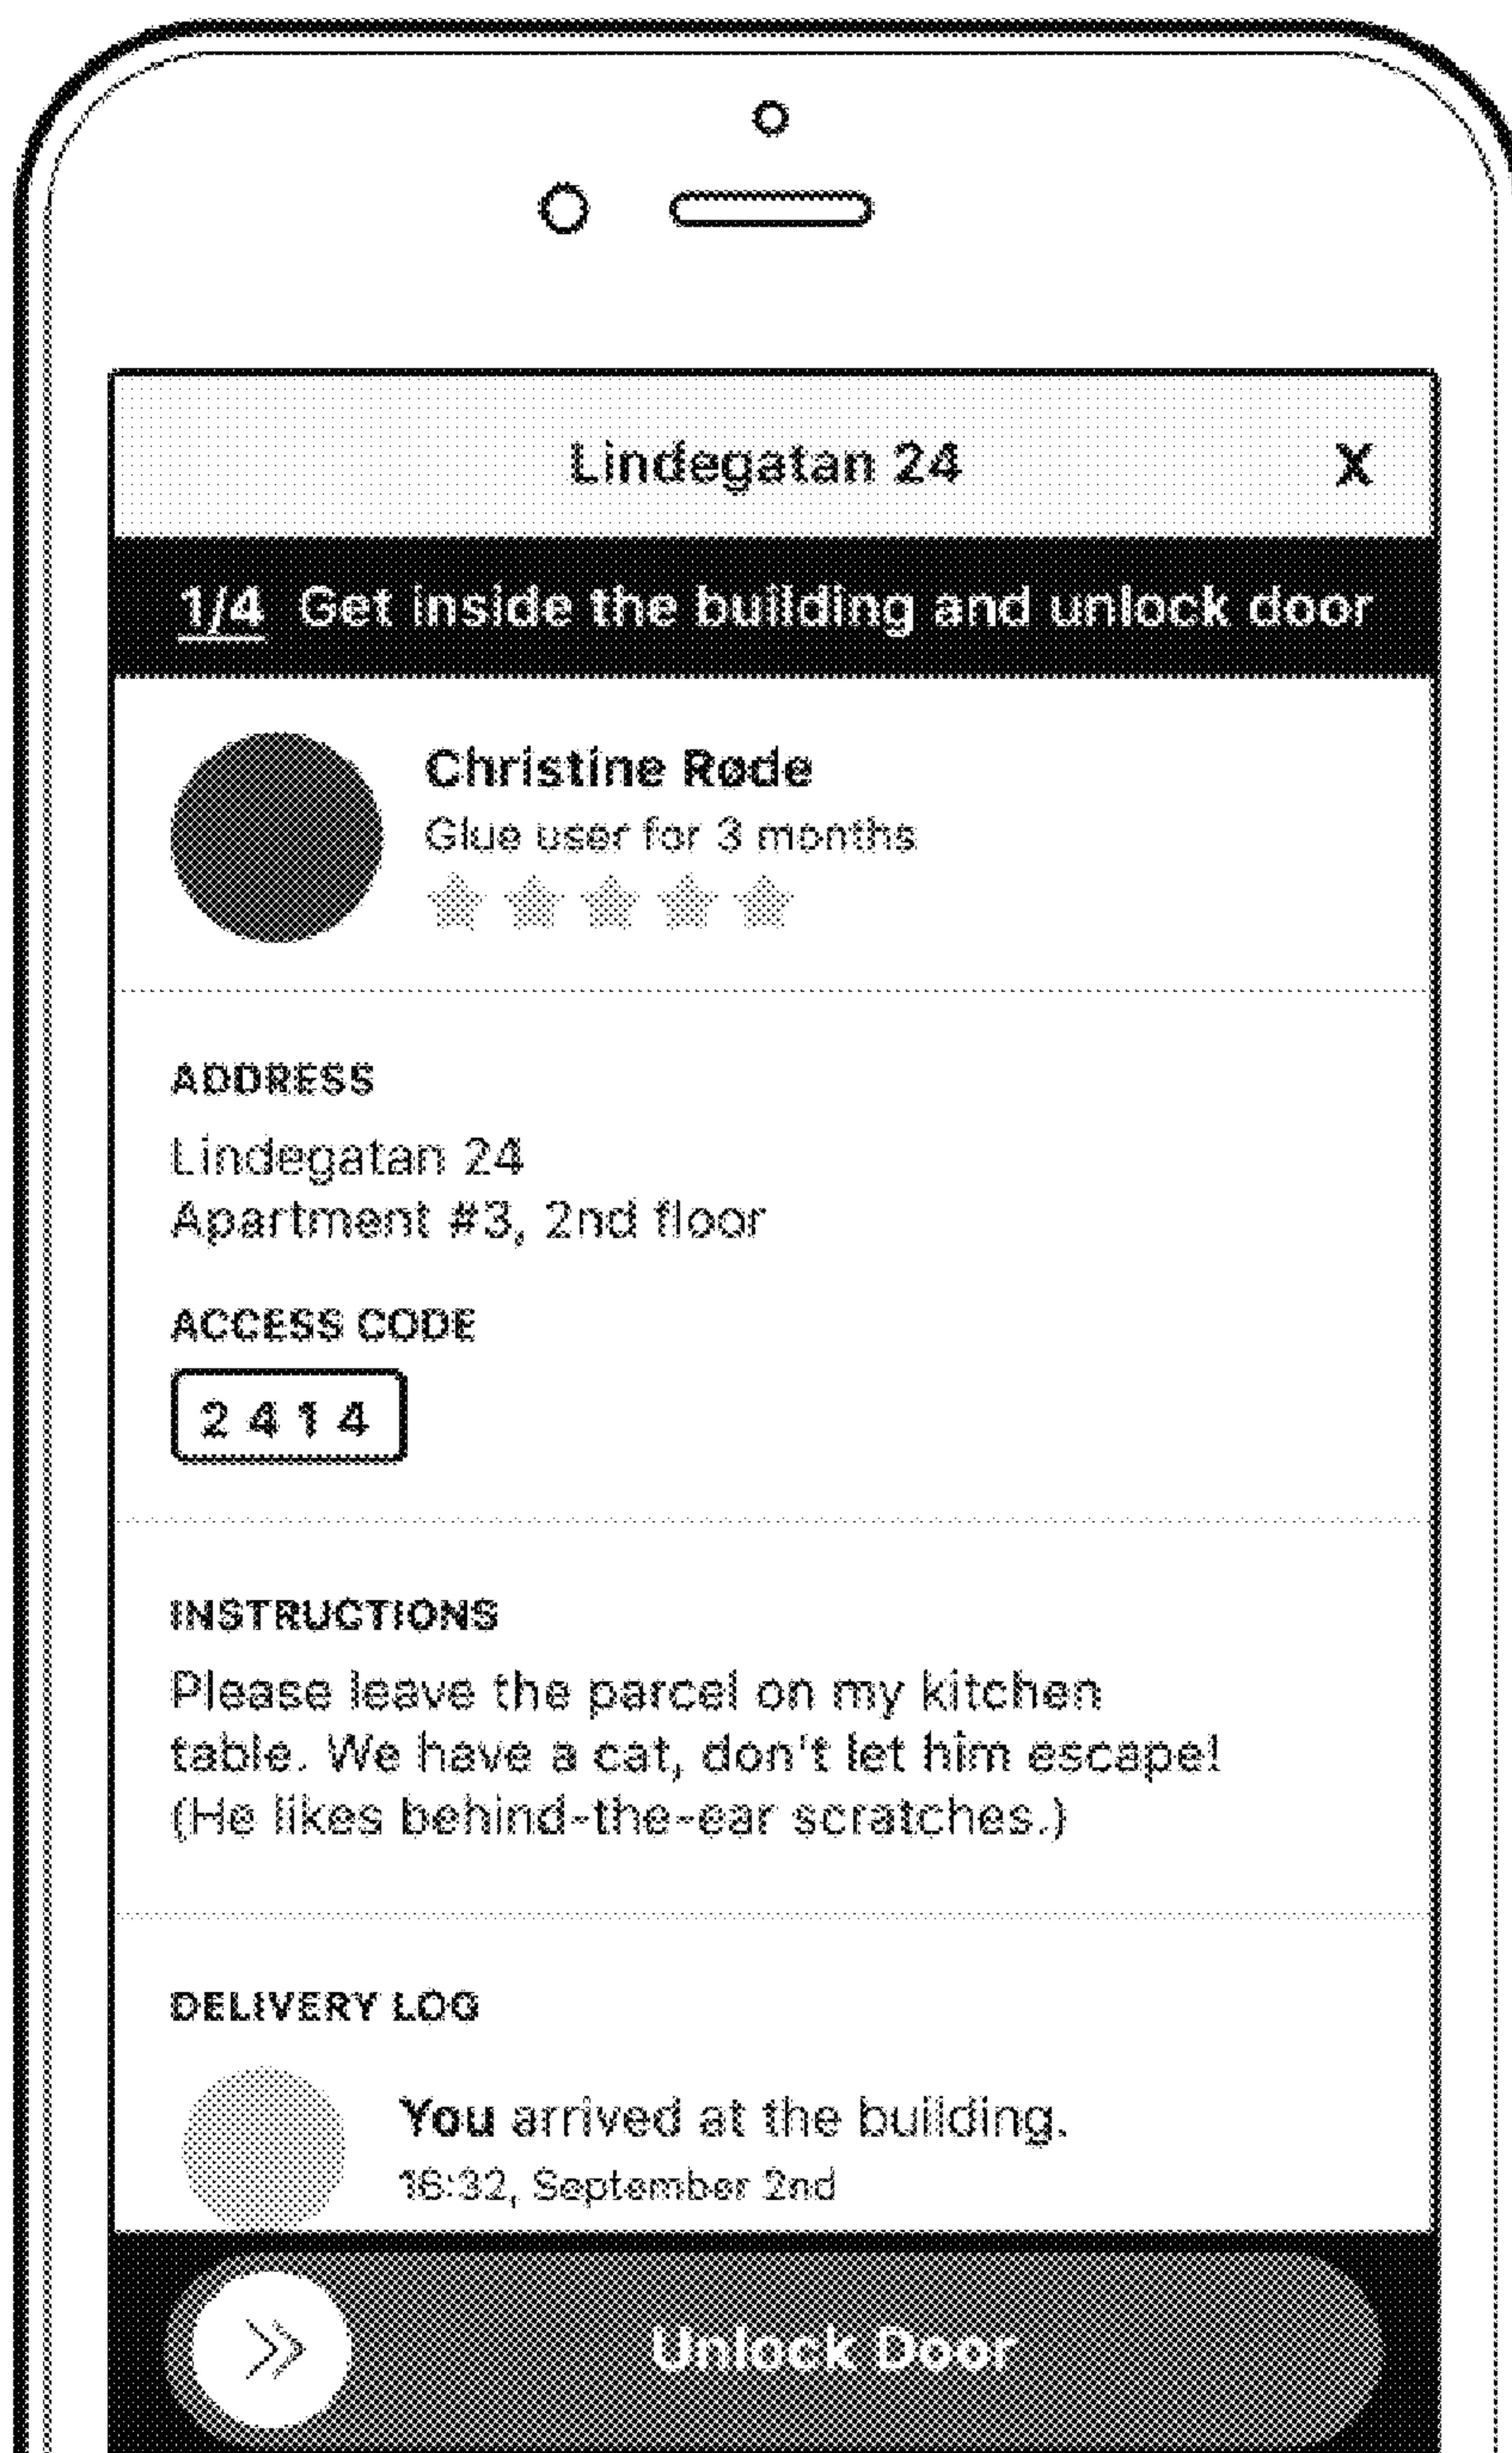 Lindegatan 24 X
1/4 Get inside the building and unlock door
Christine Røde
Glue user for 3 months
ADDRESS
Lindegatan 24
Apartment #3, 2nd floor
ACCESS CODE
2 4 1 4
INSTRUCTIONS
Please leave the parcel on my kitchen
table. We have a cat, don't let him escape!
(He likes behind-the-ear scratches.)
DELIVERY LOG
You arrived at the building.
16:32, September 2nd
Unlock Door